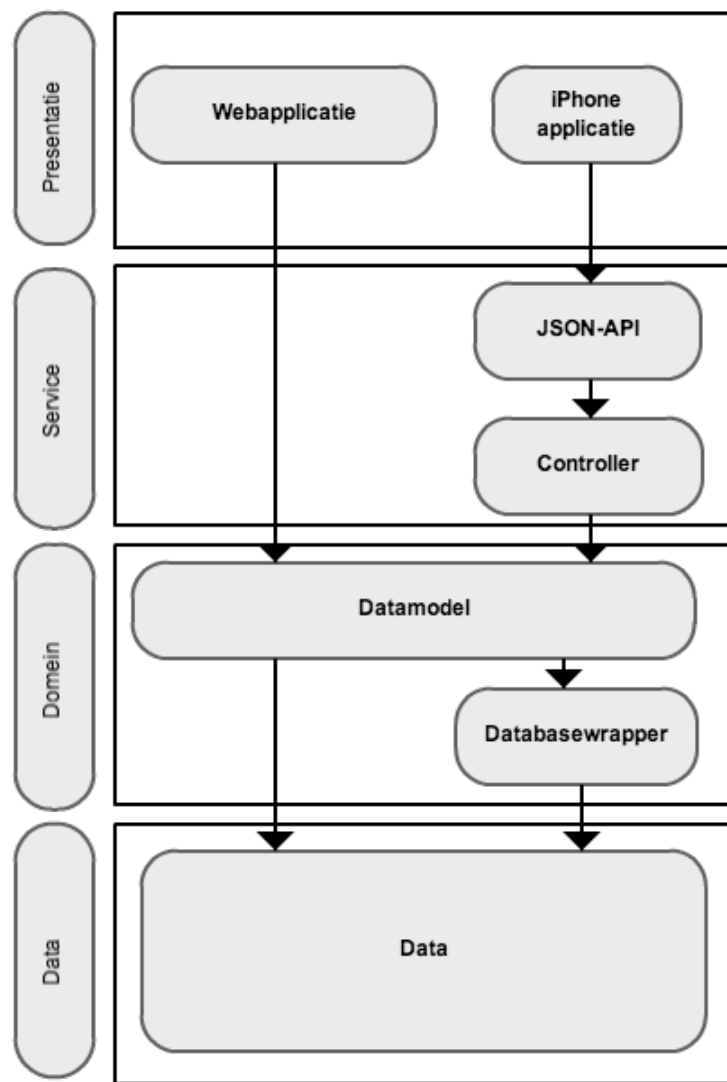 Presentatie
Webapplicatie
iPhone
applicatie
Service
JSON-API
Controller
Domein
Datamodel
Databasewrapper
Data
Data